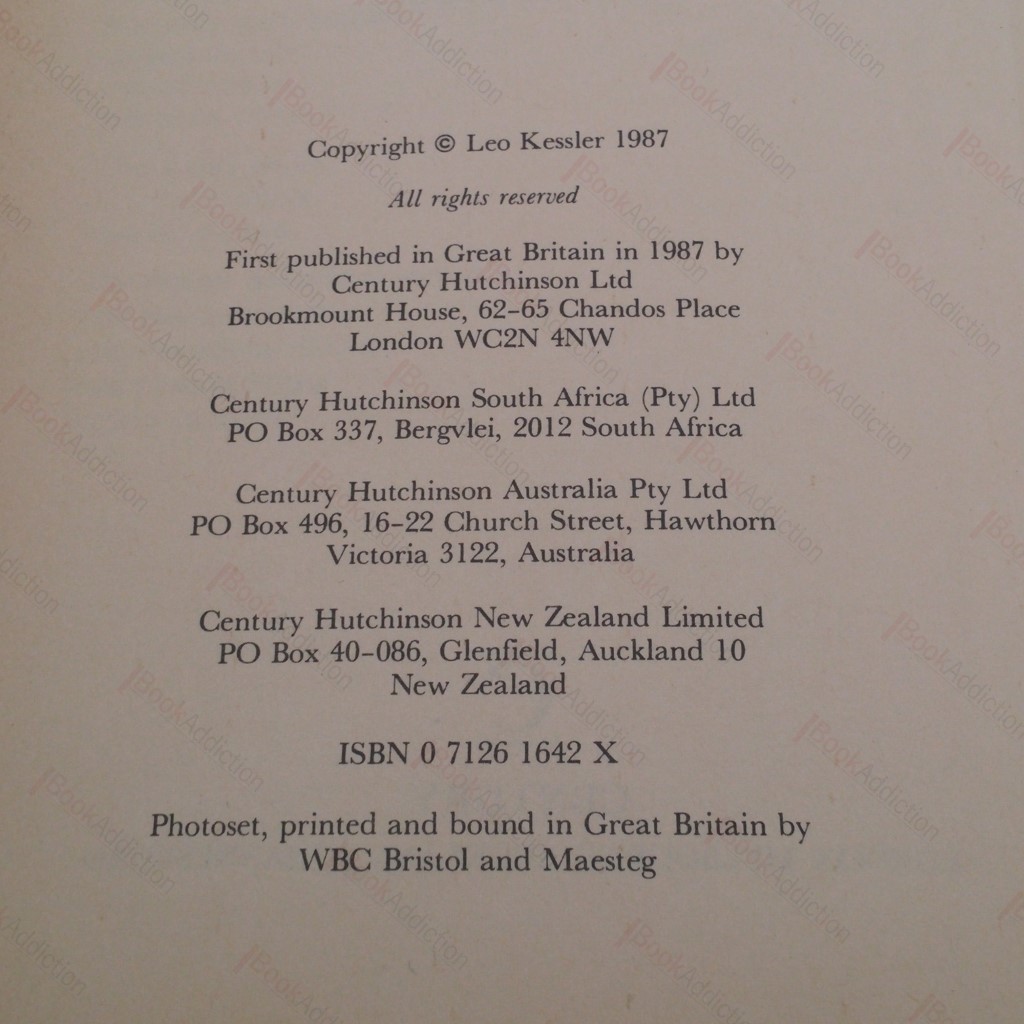 Copyright © Leo Kessler 1987
All rights reserved
First published in Great Britain in 1987 by
Century Hutchinson Ltd
Brookmount House, 62–65 Chandos Place
London WC2N 4NW
Century Hutchinson South Africa (Pty) Ltd
PO Box 337, Bergvlei, 2012 South Africa
Century Hutchinson Australia Pty Ltd
PO Box 496, 16–22 Church Street, Hawthorn
Victoria 3122, Australia
Century Hutchinson New Zealand Limited
PO Box 40–086, Glenfield, Auckland 10
New Zealand
ISBN 0 7126 1642 X
Photoset, printed and bound in Great Britain by
WBC Bristol and Maesteg
BookAddiction